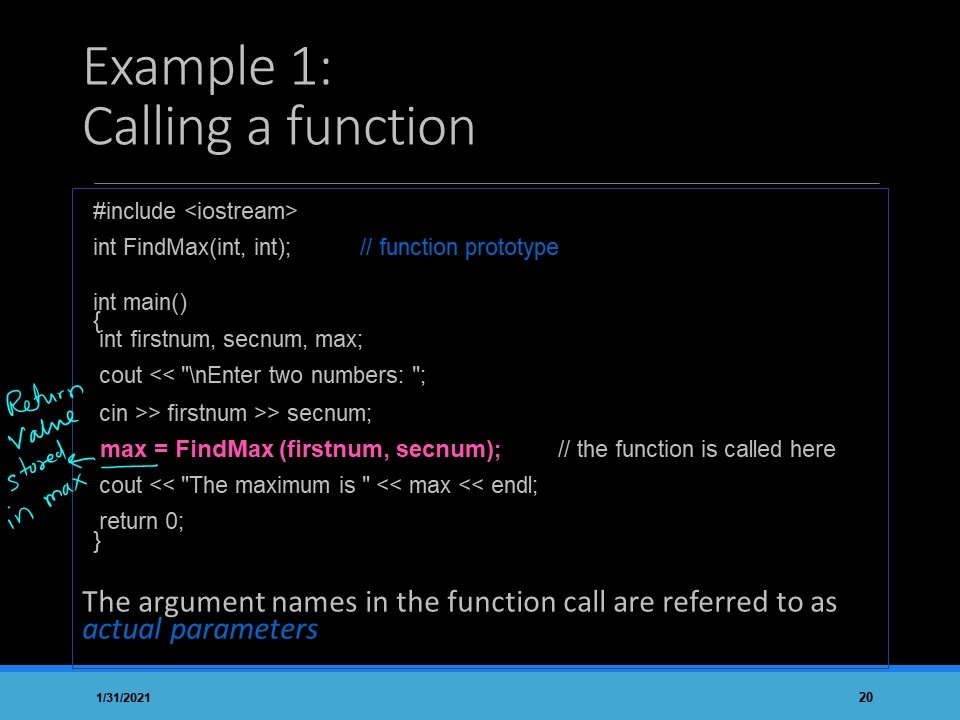 Example 1:
Calling a function
#include <iostream>
int FindMax(int, int); // function prototype
int main()
{
int firstnum, secnum, max;
cout << "\nEnter two numbers: ";
cin >> firstnum >> secnum;
max = FindMax (firstnum, secnum); // the function is called here
cout << "The maximum is " << max << endl;
return 0;
}
Return
Value
stored
in max
The argument names in the function call are referred to as
actual parameters
1/31/2021 20